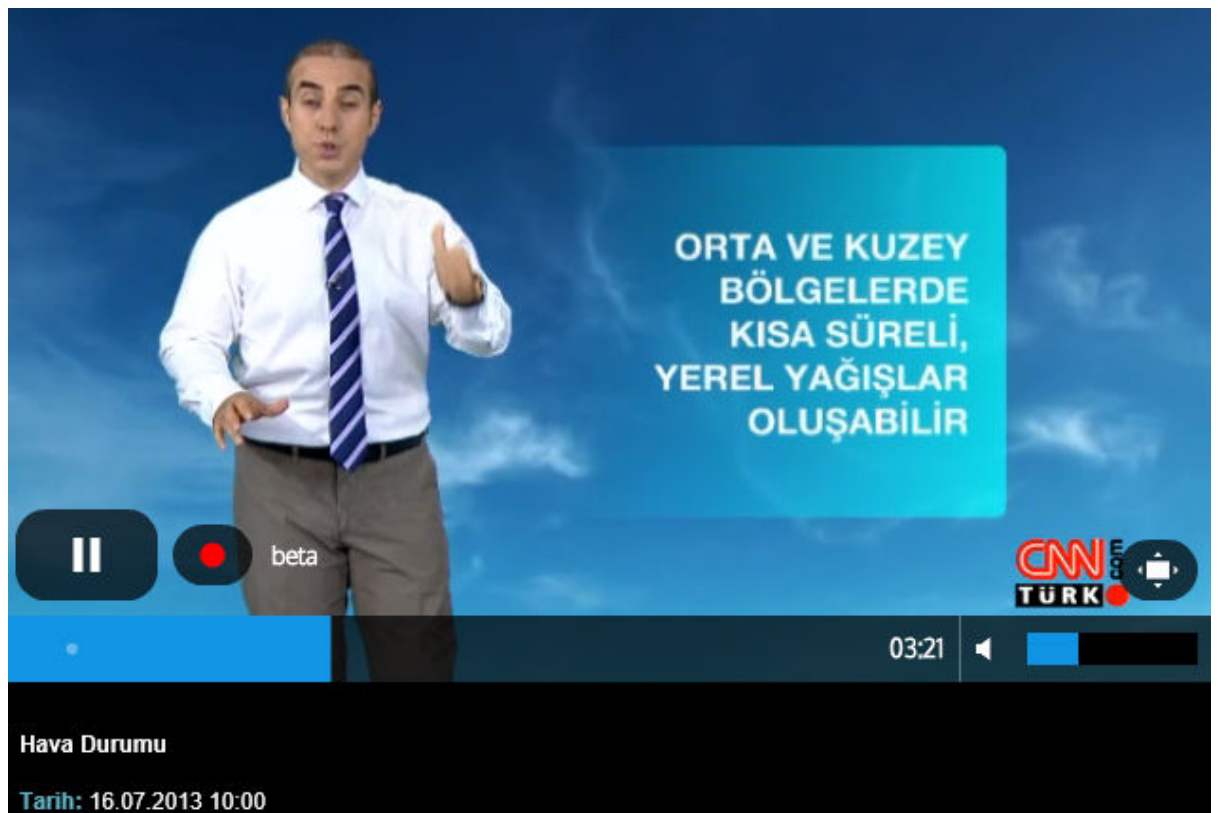 ORTA VE KUZEY
BÖLGELERDE
KISA SÜRELİ,
YEREL YAĞIŞLAR
OLUŞABİLİR
beta
CNN
TÜRK
03:21
Hava Durumu
Tarih: 16.07.2013 10:00